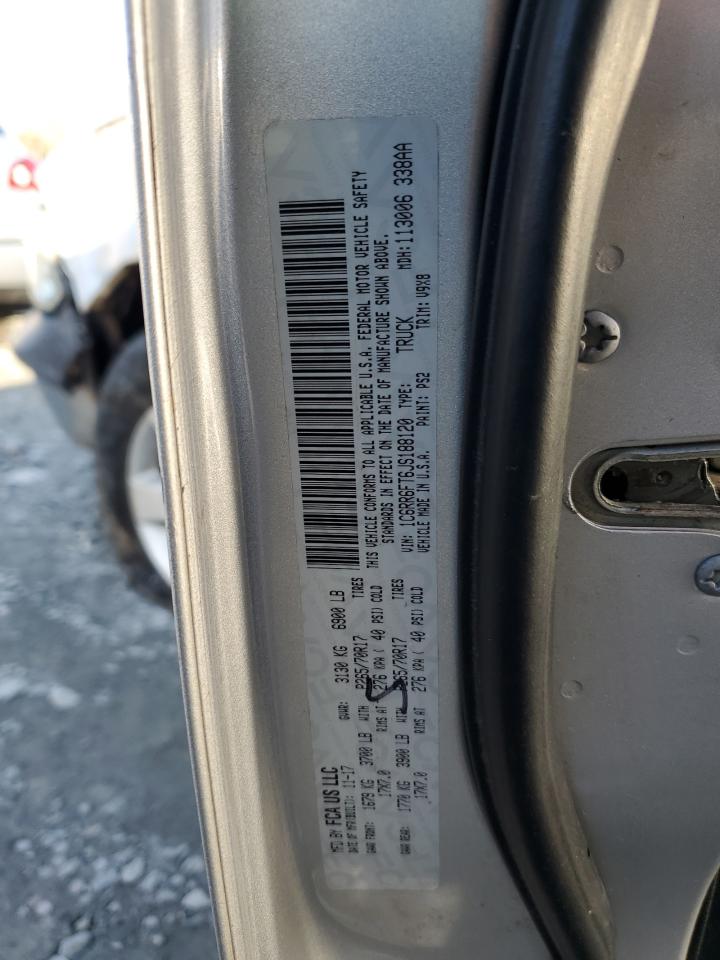 MFD BY FCA US LLC
DATE OF MFR(BUILT): 11-17 GVWR: 3130 KG 6900 LB
GAWR FRONT: 1679 KG 3700 LB WITH P265/70R17 TIRES
17X7.0 RIMS AT 276 KPA ( 40 PSI) COLD
GAWR REAR: 1770 KG 3900 LB WITH P265/70R17 TIRES
17X7.0 RIMS AT 276 KPA ( 40 PSI) COLD
THIS VEHICLE CONFORMS TO ALL APPLICABLE U.S.A. FEDERAL MOTOR VEHICLE SAFETY
STANDARDS IN EFFECT ON THE DATE OF MANUFACTURE SHOWN ABOVE.
VIN: 1C6RR6FT6JS188120 TYPE: TRUCK MDH:113006 338AA
VEHICLE MADE IN U.S.A. PAINT: PS2 TRIM: V9X8